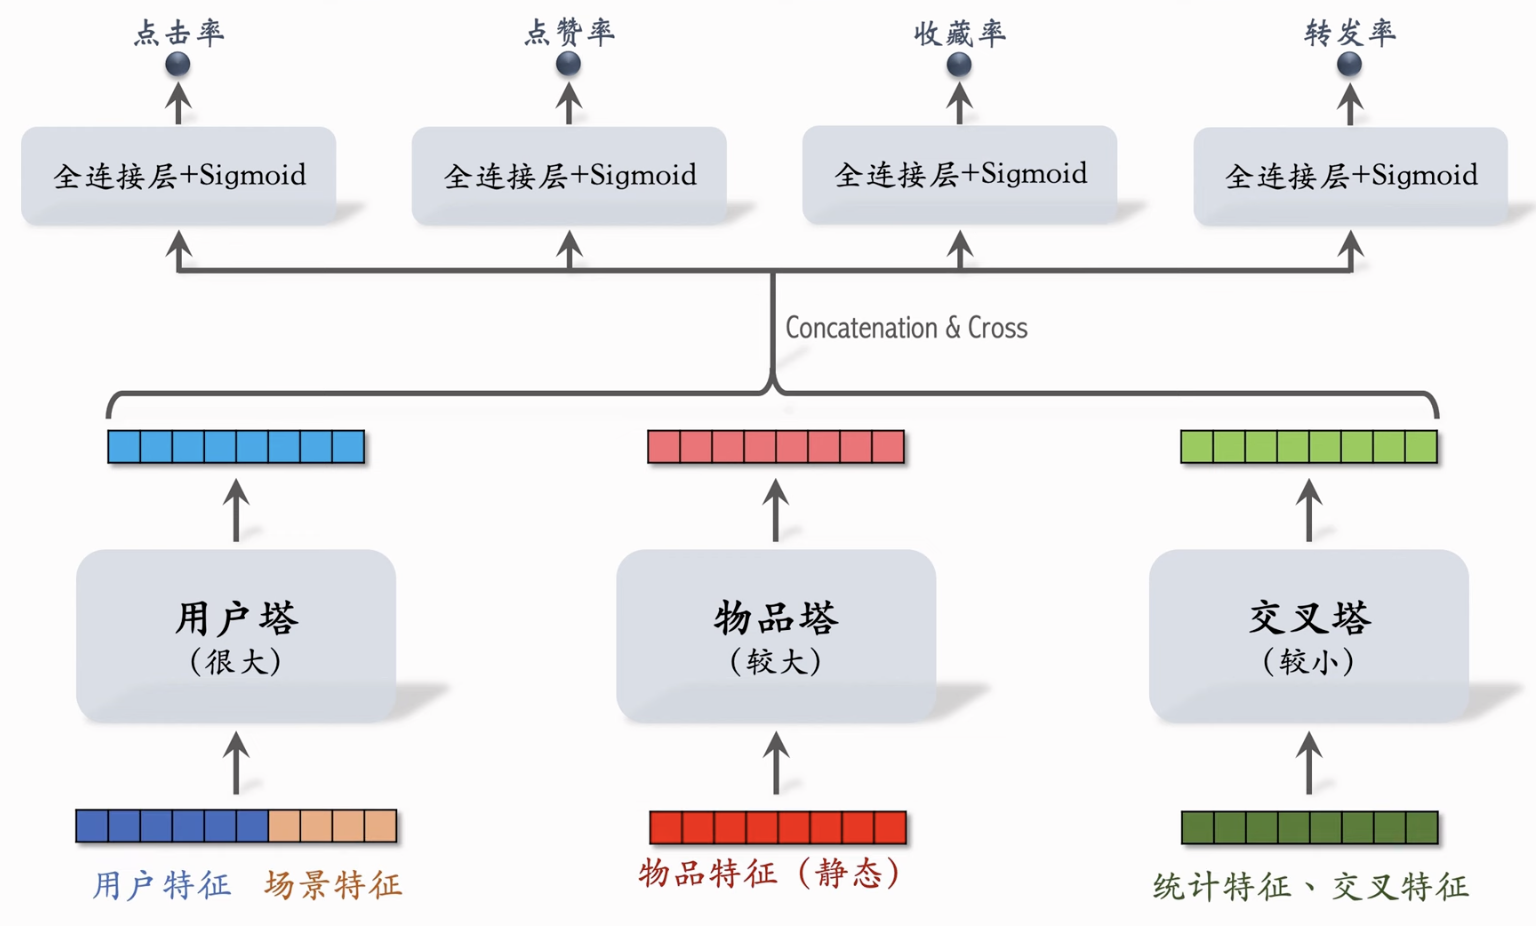 点击率
点赞率
收藏率
转发率
全连接层+Sigmoid
全连接层+Sigmoid
全连接层+Sigmoid
全连接层+Sigmoid
Concatenation & Cross
用户塔
(很大)
物品塔
(较大)
交叉塔
(较小)
用户特征
场景特征
物品特征(静态)
统计特征、交叉特征